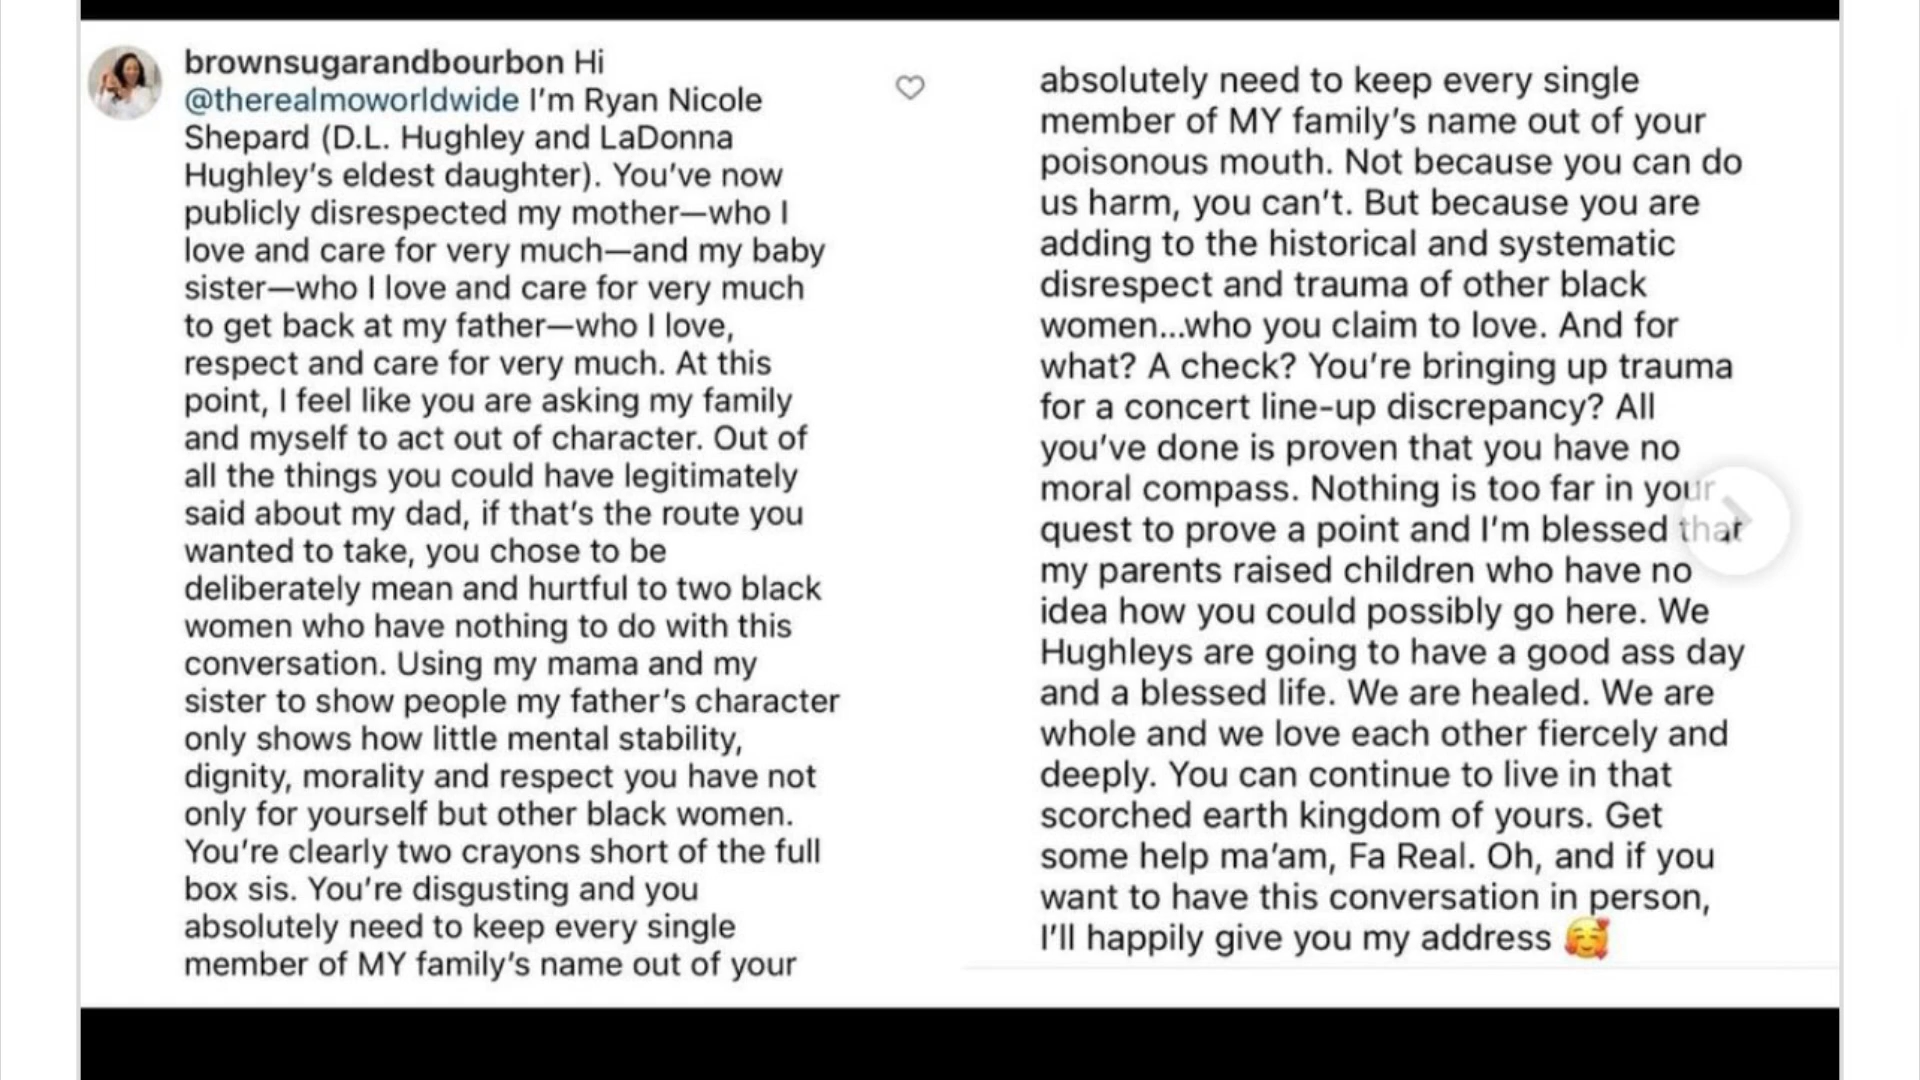 brownsugarandbourbon Hi
@therealmoworldwide I’m Ryan Nicole
Shepard (D.L. Hughley and LaDonna
Hughley’s eldest daughter). You’ve now
publicly disrespected my mother—who I
love and care for very much—and my baby
sister—who I love and care for very much
to get back at my father—who I love,
respect and care for very much. At this
point, I feel like you are asking my family
and myself to act out of character. Out of
all the things you could have legitimately
said about my dad, if that’s the route you
wanted to take, you chose to be
deliberately mean and hurtful to two black
women who have nothing to do with this
conversation. Using my mama and my
sister to show people my father’s character
only shows how little mental stability,
dignity, morality and respect you have not
only for yourself but other black women.
You’re clearly two crayons short of the full
box sis. You’re disgusting and you
absolutely need to keep every single
member of MY family’s name out of your
absolutely need to keep every single
member of MY family’s name out of your
poisonous mouth. Not because you can do
us harm, you can’t. But because you are
adding to the historical and systematic
disrespect and trauma of other black
women...who you claim to love. And for
what? A check? You’re bringing up trauma
for a concert line-up discrepancy? All
you’ve done is proven that you have no
moral compass. Nothing is too far in your
quest to prove a point and I’m blessed that
my parents raised children who have no
idea how you could possibly go here. We
Hughleys are going to have a good ass day
and a blessed life. We are healed. We are
whole and we love each other fiercely and
deeply. You can continue to live in that
scorched earth kingdom of yours. Get
some help ma’am, Fa Real. Oh, and if you
want to have this conversation in person,
I’ll happily give you my address 🥰